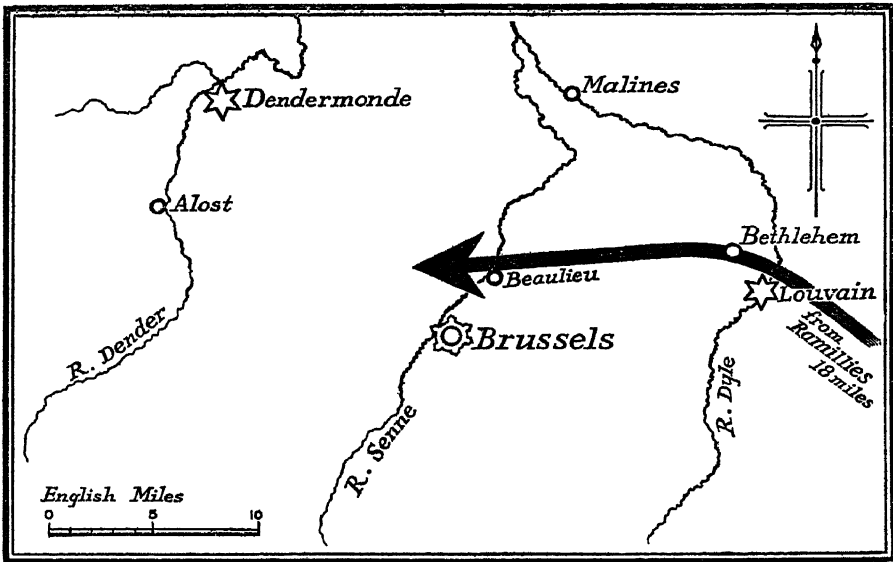 Malines
Dendermonde
Alost
Bethlehem
Beaulieu
Louvain
from
Ramillies
18 miles
Brussels
R. Dender
R. Senne
R. Dyle
English Miles
0 5 10